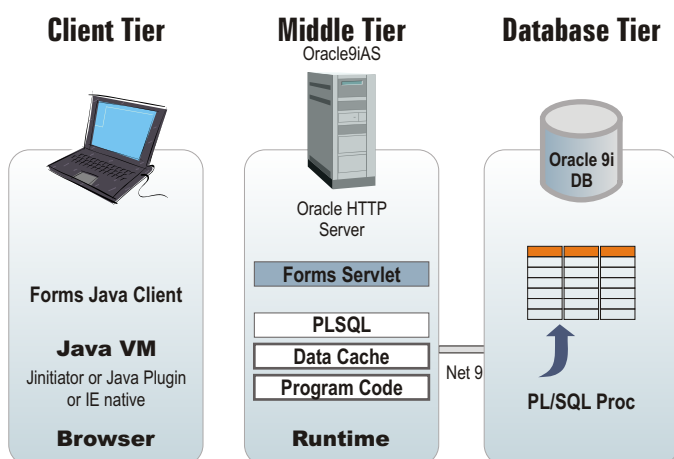 Client Tier
Middle Tier
Database Tier
Oracle9iAS
Oracle 9i
DB
Oracle HTTP
Server
Forms Servlet
Forms Java Client
PLSQL
Java VM
Data Cache
Jinitiator or Java Plugin
or IE native
Net 9
Program Code
PL/SQL Proc
Browser
Runtime